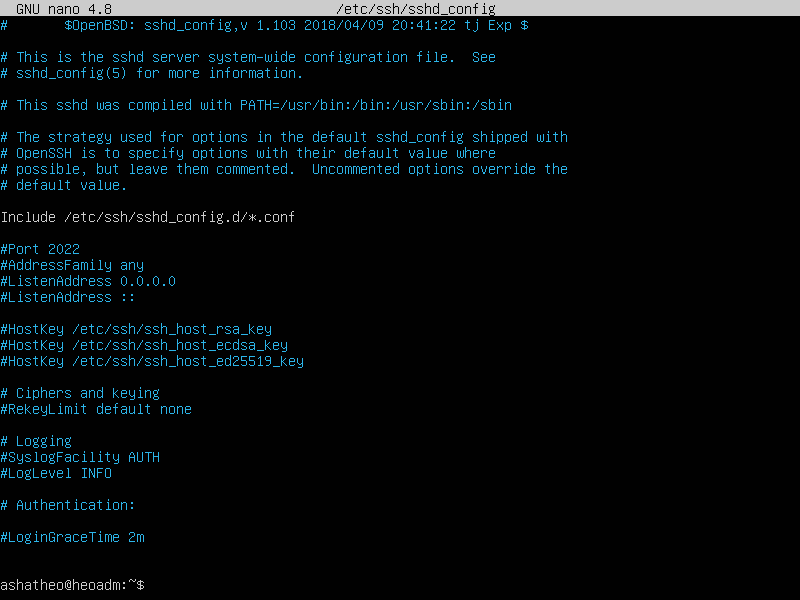 GNU nano 4.8 /etc/ssh/sshd_config
# $OpenBSD: sshd_config,v 1.103 2018/04/09 20:41:22 tj Exp $
# This is the sshd server system-wide configuration file. See
# sshd_config(5) for more information.
# This sshd was compiled with PATH=/usr/bin:/bin:/usr/sbin:/sbin
# The strategy used for options in the default sshd_config shipped with
# OpenSSH is to specify options with their default value where
# possible, but leave them commented. Uncommented options override the
# default value.
Include /etc/ssh/sshd_config.d/*.conf
#Port 2022
#AddressFamily any
#ListenAddress 0.0.0.0
#ListenAddress ::
#HostKey /etc/ssh/ssh_host_rsa_key
#HostKey /etc/ssh/ssh_host_ecdsa_key
#HostKey /etc/ssh/ssh_host_ed25519_key
# Ciphers and keying
#RekeyLimit default none
# Logging
#SyslogFacility AUTH
#LogLevel INFO
# Authentication:
#LoginGraceTime 2m
ashatheo@heoadm:~$